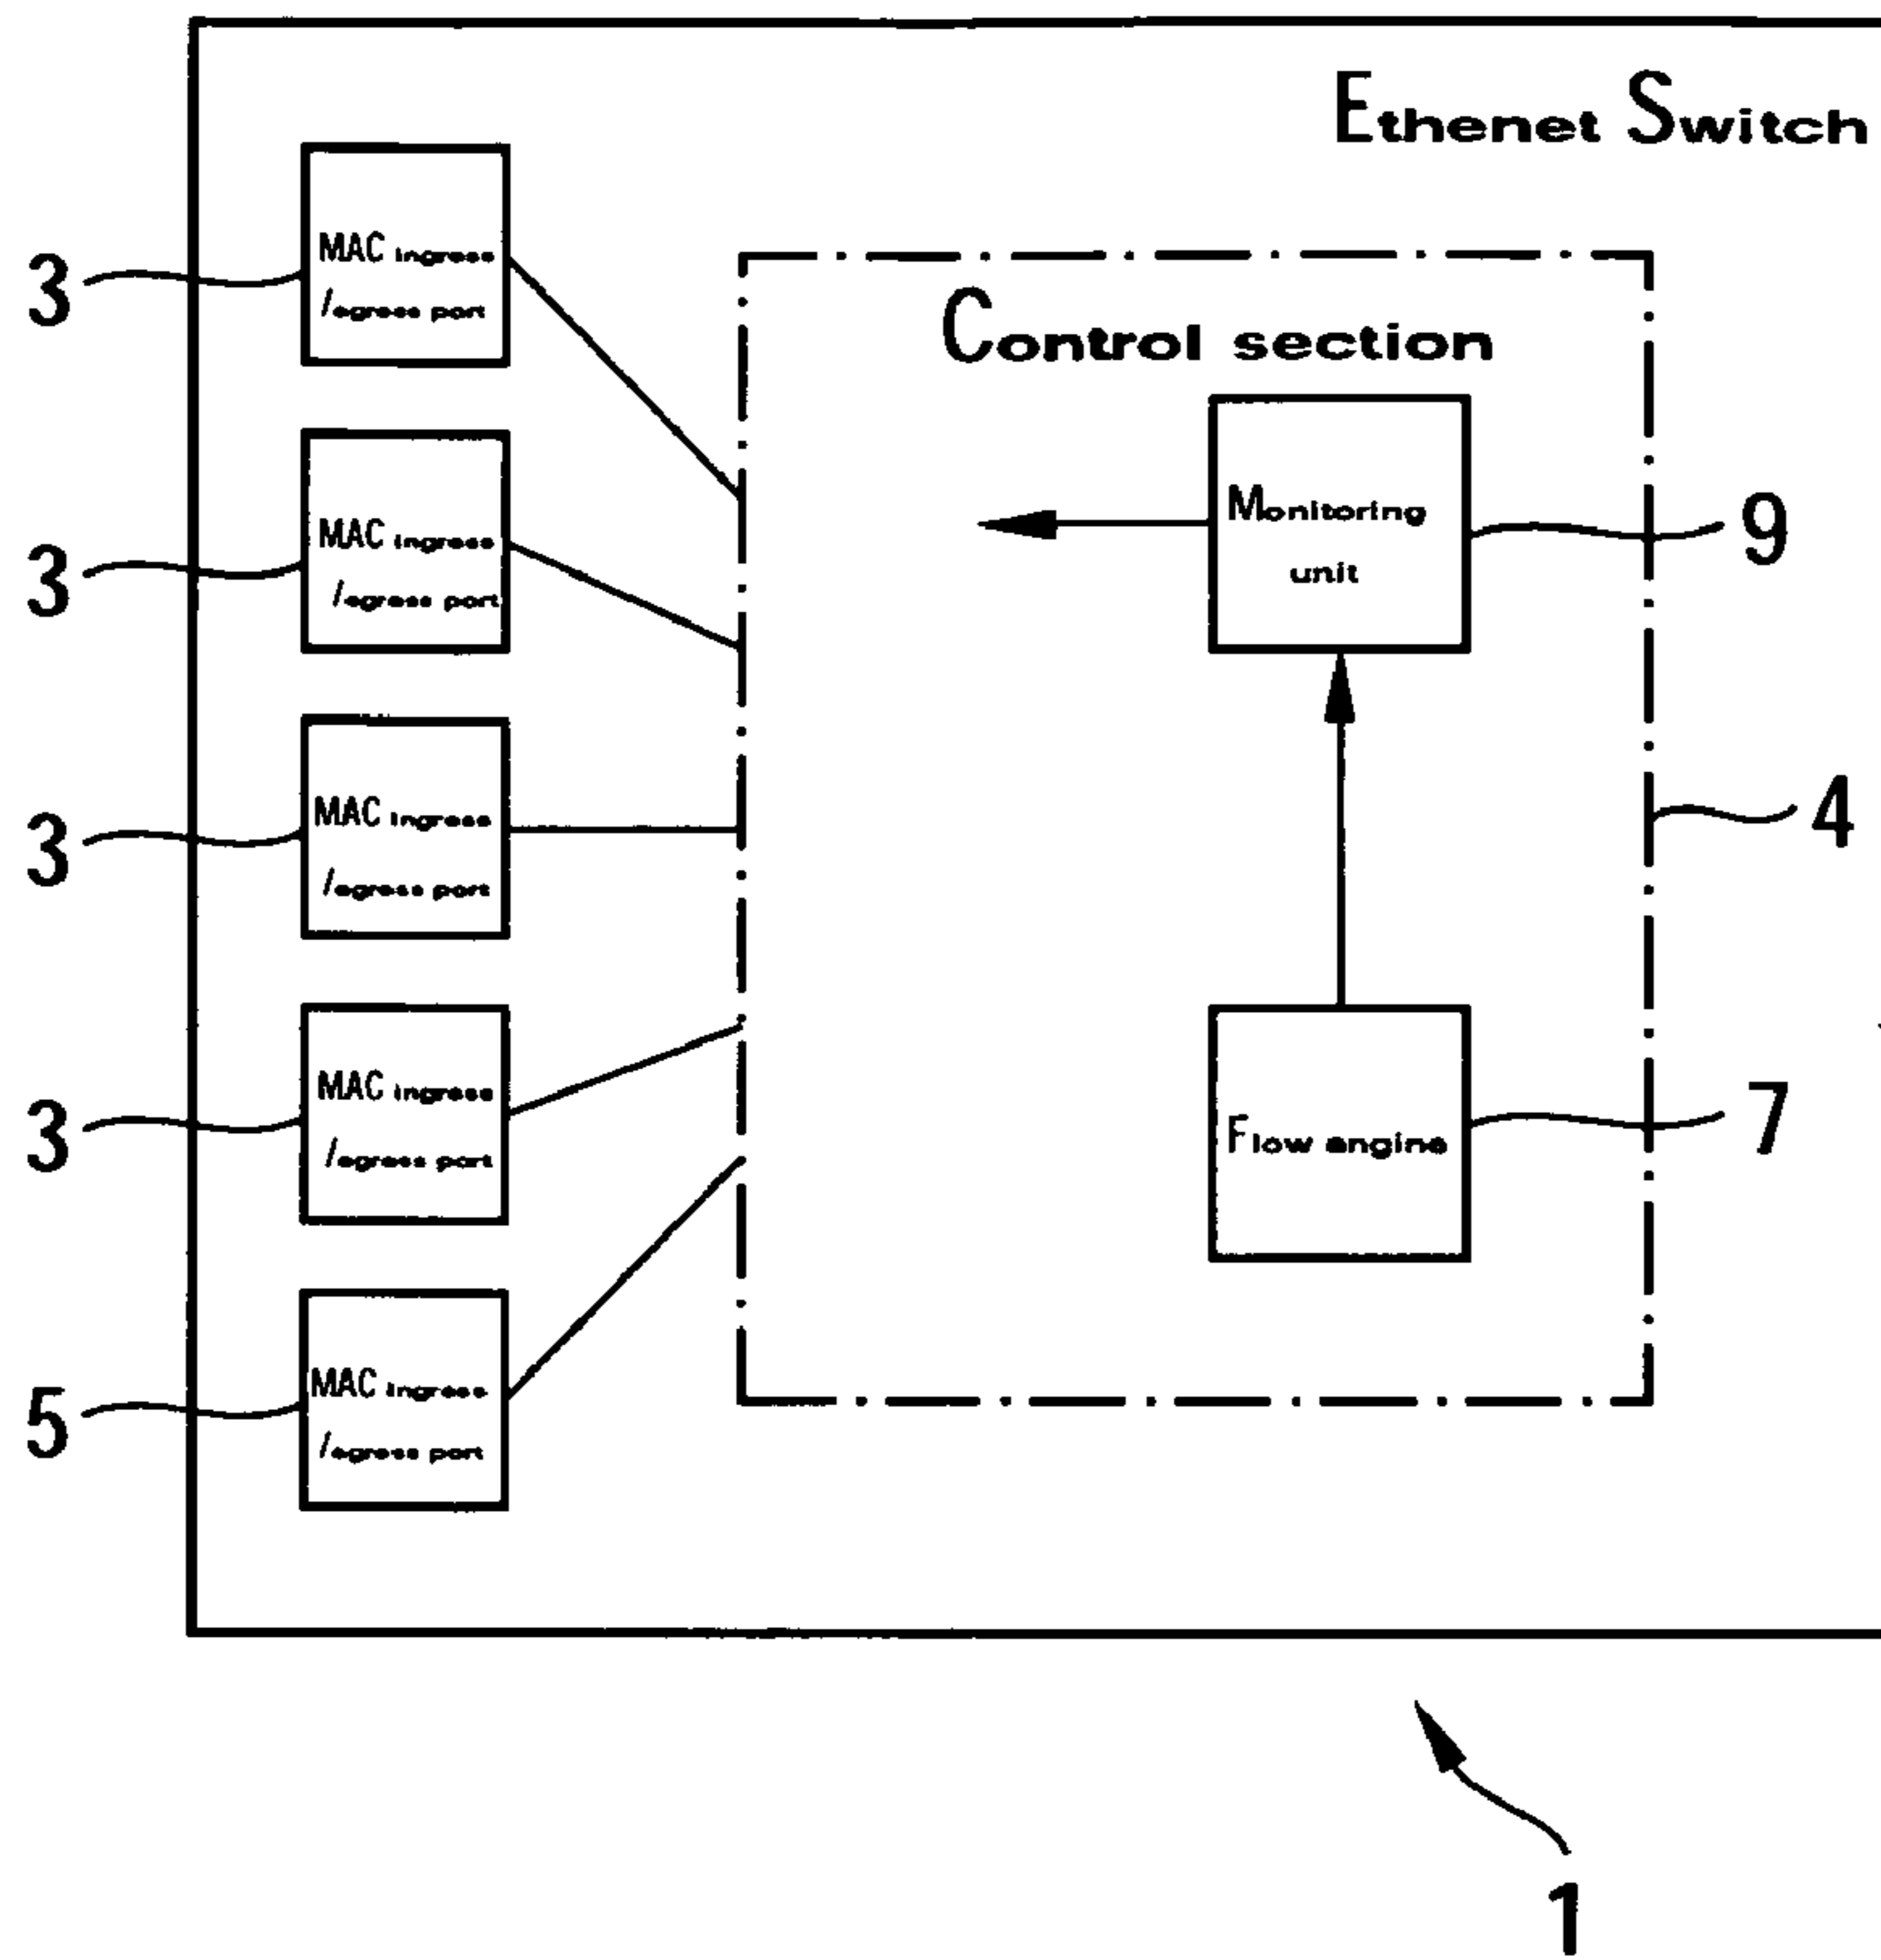 Ethenet Switch
3
MAC ingress
/egress port
Control section
3
MAC ingress
/egress port
Monitoring
unit
9
3
MAC ingress
/egress port
4
3
MAC ingress
/egress port
Flow engine
7
5
MAC ingress
/egress port
1